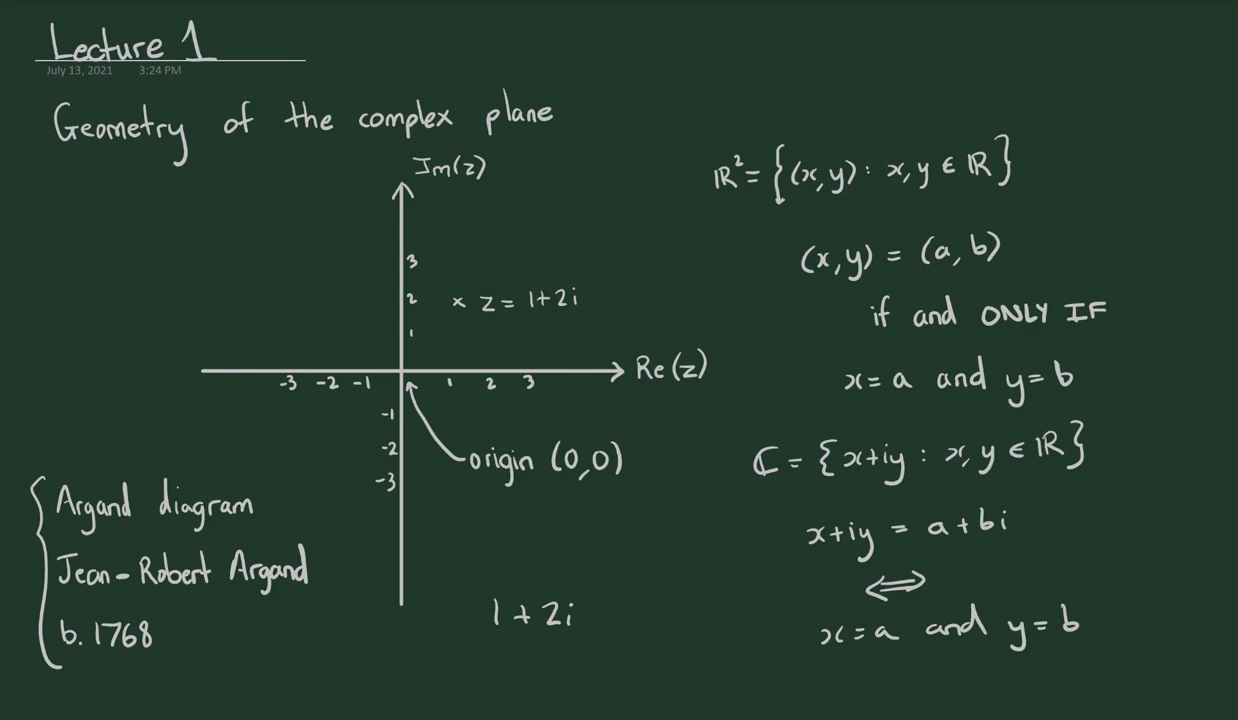 Lecture 1
July 13, 2021 3:24 PM
Geometry of the complex plane
Im(z)
3
2
1
× z = 1+2i
Re(z)
-3 -2 -1 1 2 3
-1
-2
-3
origin (0,0)
Argand diagram
Jean-Robert Argand
b. 1768
1 + 2i
ℝ² = {(x,y) : x, y ∈ ℝ}
(x,y) = (a, b)
if and ONLY IF
x = a and y = b
ℂ = {x+iy : x, y ∈ ℝ}
x+iy = a + bi
⟺
x = a and y = b